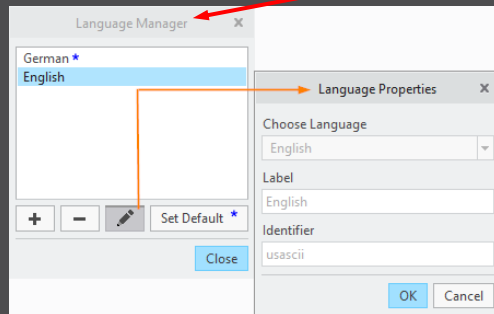 Language Manager ×
German *
English
+ − Set Default *
Close
Language Properties ×
Choose Language
English
Label
English
Identifier
usascii
OK Cancel